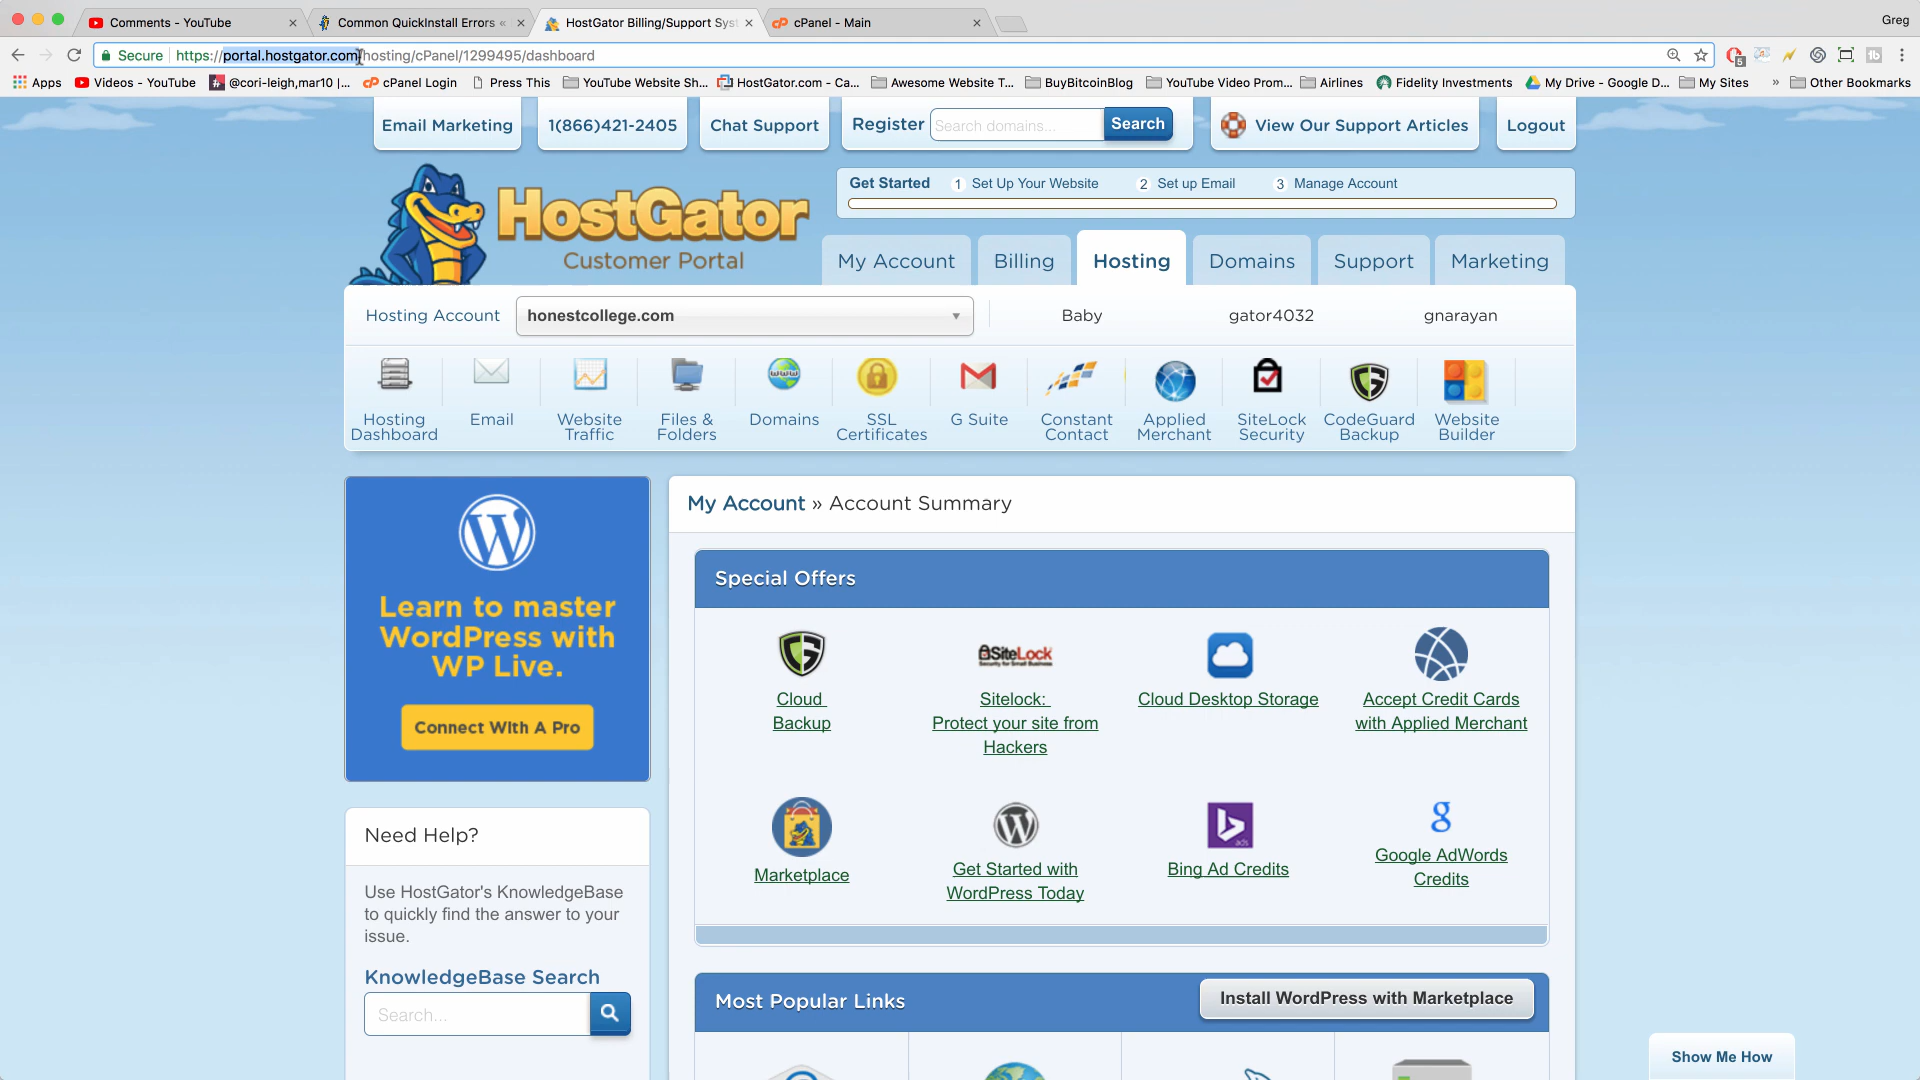 Comments - YouTube
Common QuickInstall Errors «
HostGator Billing/Support Syst
cPanel - Main
Greg
Secure https://portal.hostgator.com/hosting/cPanel/1299495/dashboard
Apps
Videos - YouTube
@cori-leigh,mar10 |...
cPanel Login
Press This
YouTube Website Sh...
HostGator.com - Ca...
Awesome Website T...
BuyBitcoinBlog
YouTube Video Prom...
Airlines
Fidelity Investments
My Drive - Google D...
My Sites
»
Other Bookmarks
Email Marketing
1(866)421-2405
Chat Support
Register
Search domains...
Search
View Our Support Articles
Logout
Get Started
1 Set Up Your Website
2 Set up Email
3 Manage Account
HostGator
Customer Portal
My Account
Billing
Hosting
Domains
Support
Marketing
Hosting Account
honestcollege.com
Baby
gator4032
gnarayan
Hosting
Dashboard
Email
Website
Traffic
Files &
Folders
Domains
SSL
Certificates
G Suite
Constant
Contact
Applied
Merchant
SiteLock
Security
CodeGuard
Backup
Website
Builder
Learn to master
WordPress with
WP Live.
Connect With A Pro
Need Help?
Use HostGator's KnowledgeBase
to quickly find the answer to your
issue.
KnowledgeBase Search
Search...
My Account » Account Summary
Special Offers
Cloud
Backup
SiteLock
Security for Small Business
Sitelock:
Protect your site from
Hackers
Cloud Desktop Storage
Accept Credit Cards
with Applied Merchant
Marketplace
Get Started with
WordPress Today
ads
Bing Ad Credits
Google AdWords
Credits
Most Popular Links
Install WordPress with Marketplace
Show Me How